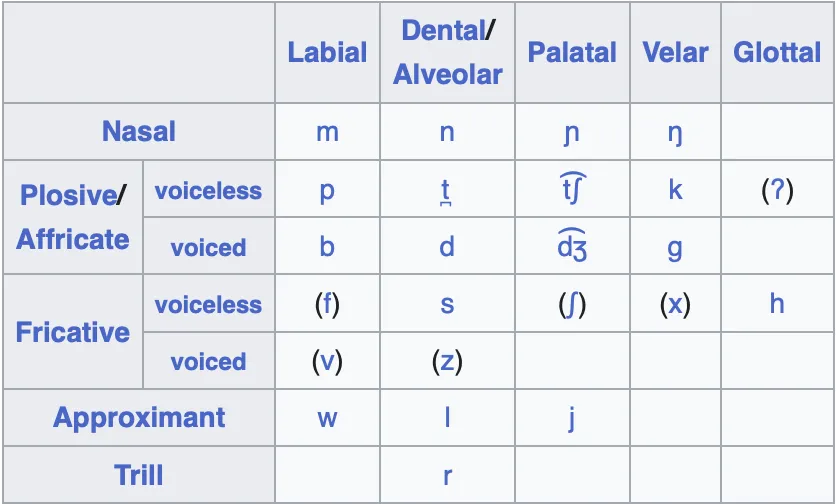 Labial Dental/ Alveolar Palatal Velar Glottal
Nasal m n ɲ ŋ
Plosive/ Affricate voiceless p t̪ t͡ʃ k (ʔ)
voiced b d d͡ʒ ɡ
Fricative voiceless (f) s (ʃ) (x) h
voiced (v) (z)
Approximant w l j
Trill r